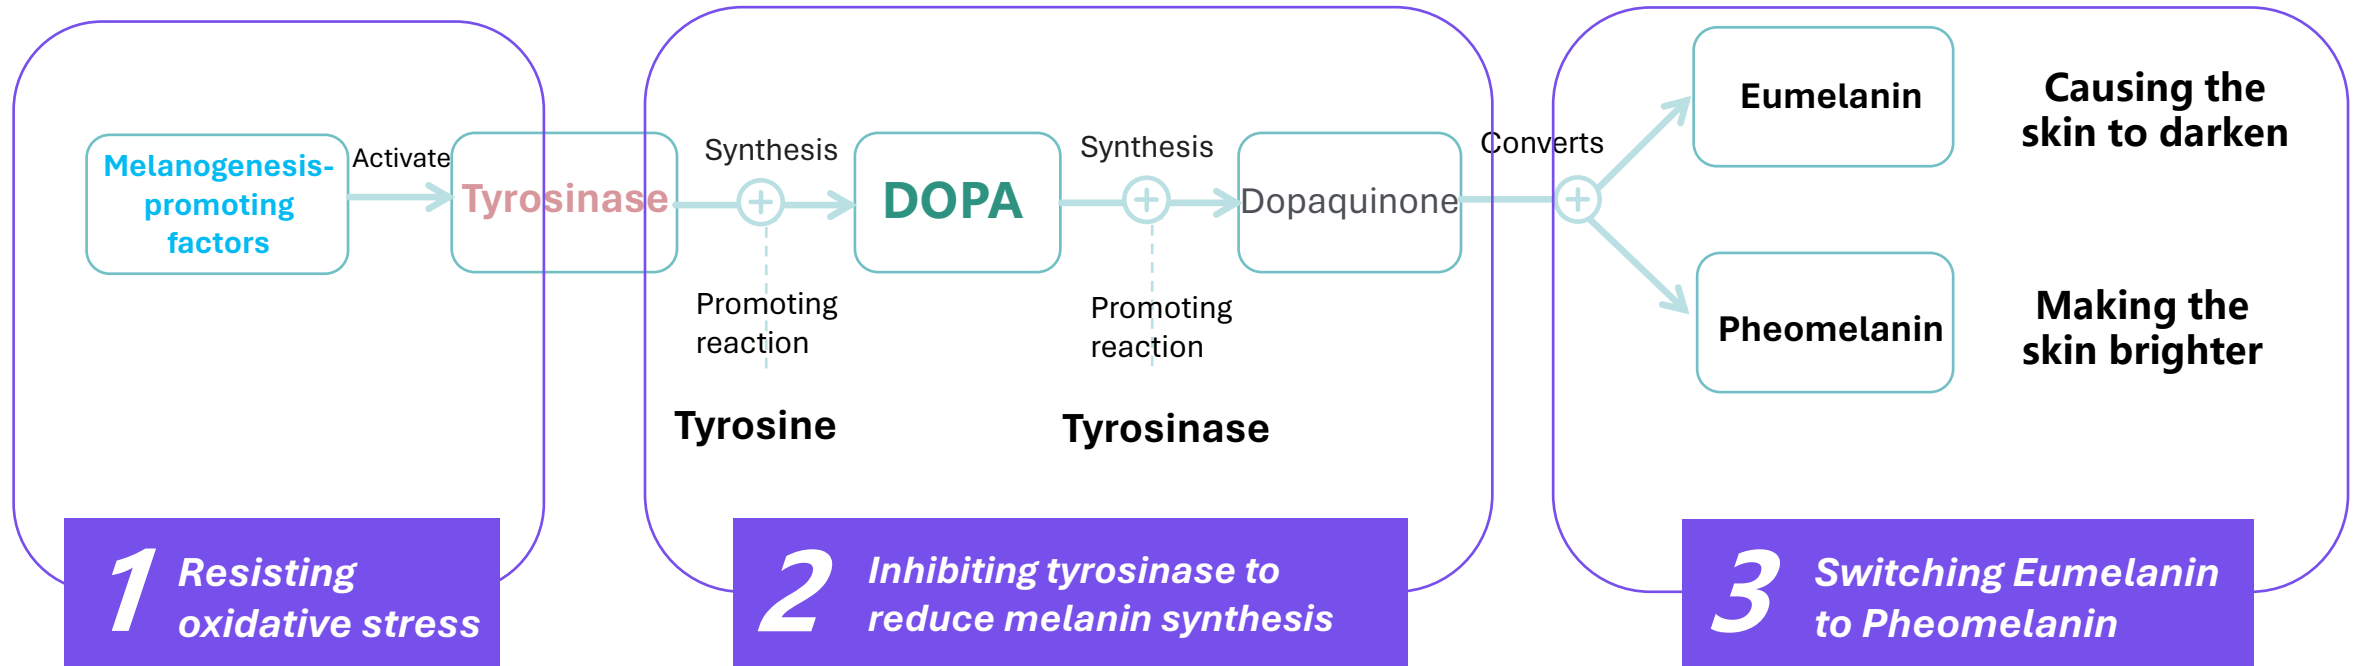 Melanogenesis-
promoting
factors
Activate
Tyrosinase
Synthesis
Promoting
reaction
Tyrosine
DOPA
Synthesis
Promoting
reaction
Tyrosinase
Dopaquinone
Converts
Eumelanin
Causing the
skin to darken
Pheomelanin
Making the
skin brighter
1
Resisting
oxidative stress
2
Inhibiting tyrosinase to
reduce melanin synthesis
3
Switching Eumelanin
to Pheomelanin